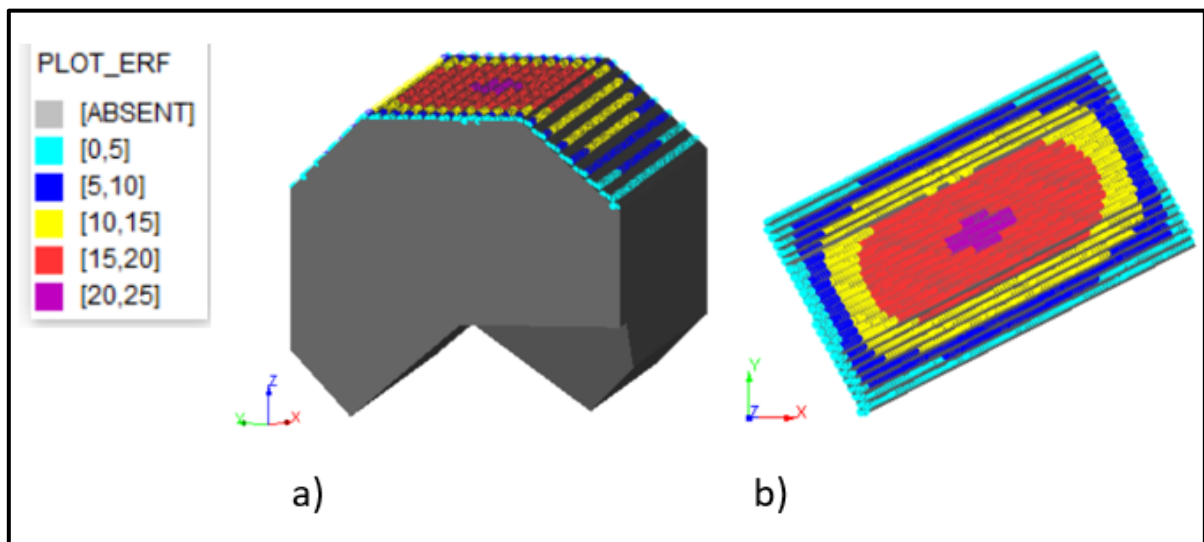 PLOT_ERF
[ABSENT]
[0,5]
[5,10]
[10,15]
[15,20]
[20,25]
Z
Y
X
Y
Z
X
a)
b)